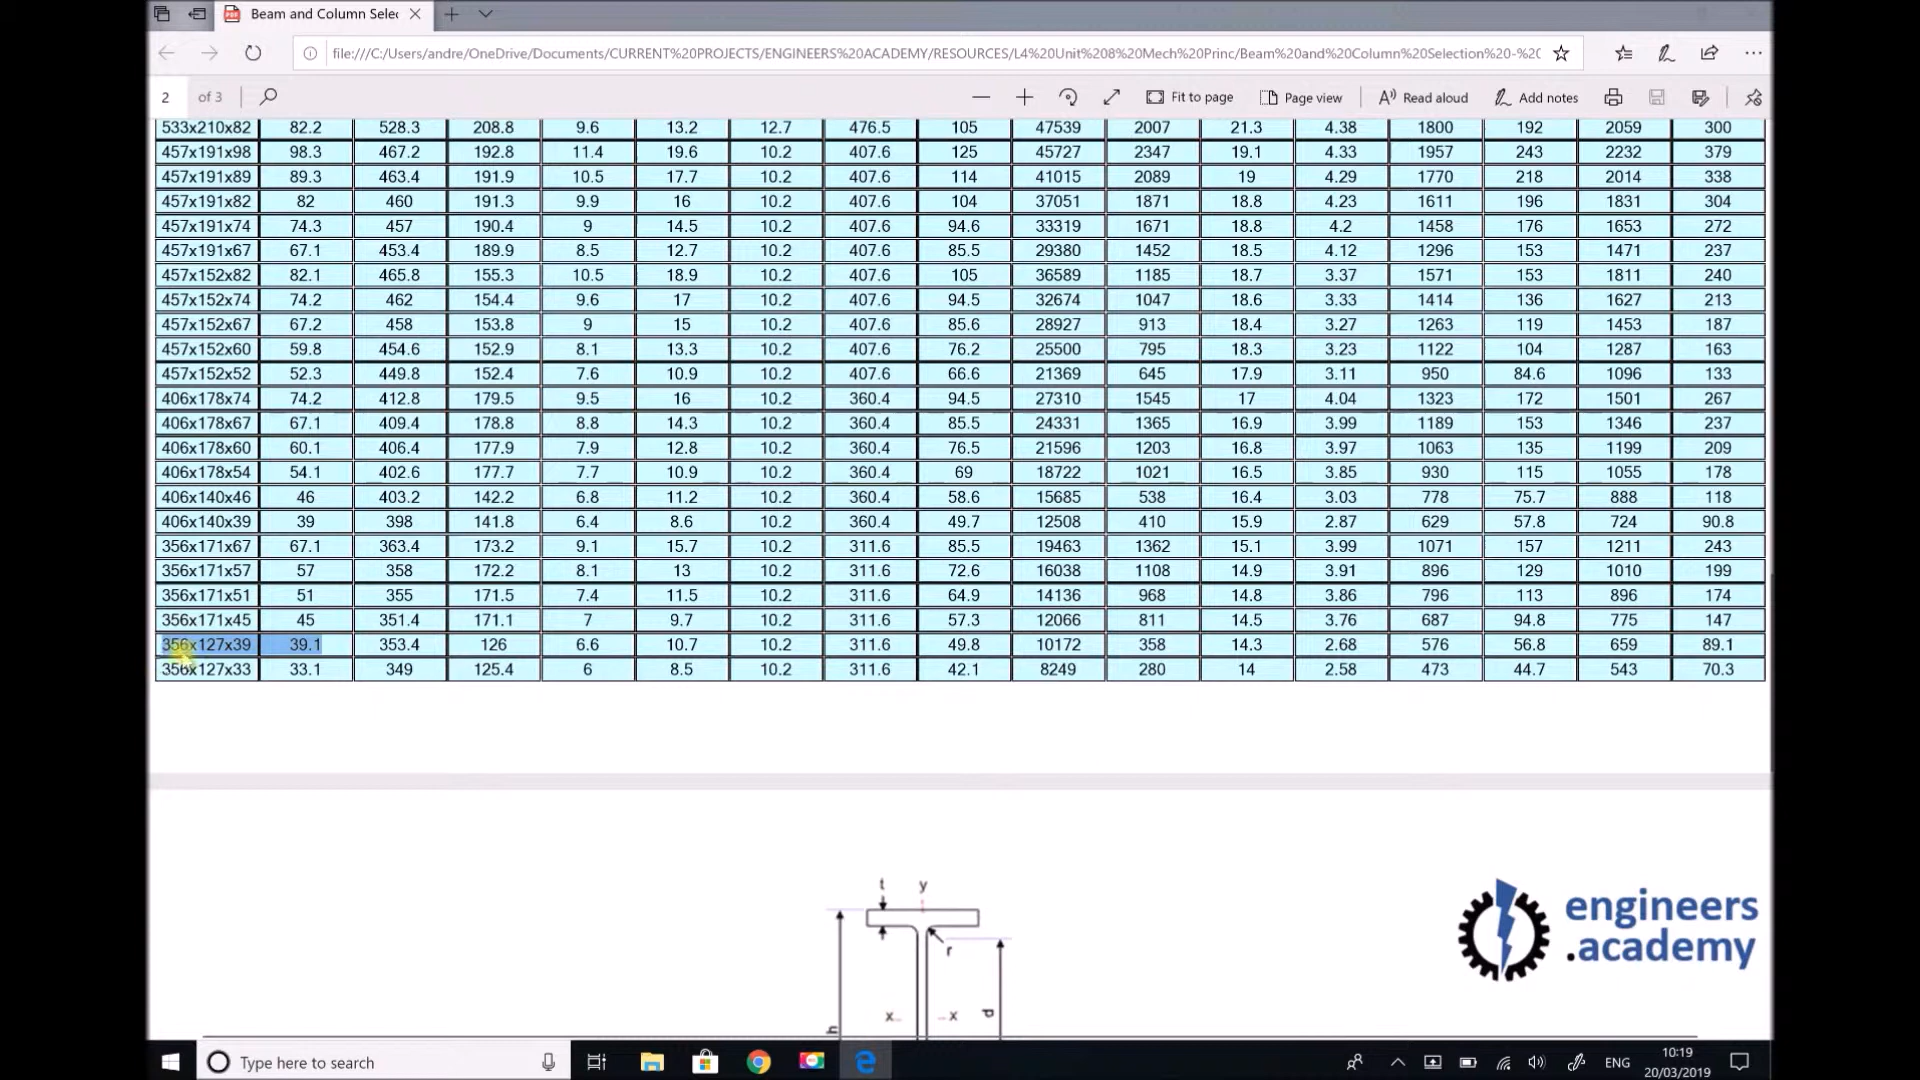 Beam and Column Selec
file:///C:/Users/andre/OneDrive/Documents/CURRENT%20PROJECTS/ENGINEERS%20ACADEMY/RESOURCES/L4%20Unit%208%20Mech%20Princ/Beam%20and%20Column%20Selection%20-%20(
2 of 3 Fit to page Page view Read aloud Add notes
533x210x82 82.2 528.3 208.8 9.6 13.2 12.7 476.5 105 47539 2007 21.3 4.38 1800 192 2059 300
457x191x98 98.3 467.2 192.8 11.4 19.6 10.2 407.6 125 45727 2347 19.1 4.33 1957 243 2232 379
457x191x89 89.3 463.4 191.9 10.5 17.7 10.2 407.6 114 41015 2089 19 4.29 1770 218 2014 338
457x191x82 82 460 191.3 9.9 16 10.2 407.6 104 37051 1871 18.8 4.23 1611 196 1831 304
457x191x74 74.3 457 190.4 9 14.5 10.2 407.6 94.6 33319 1671 18.8 4.2 1458 176 1653 272
457x191x67 67.1 453.4 189.9 8.5 12.7 10.2 407.6 85.5 29380 1452 18.5 4.12 1296 153 1471 237
457x152x82 82.1 465.8 155.3 10.5 18.9 10.2 407.6 105 36589 1185 18.7 3.37 1571 153 1811 240
457x152x74 74.2 462 154.4 9.6 17 10.2 407.6 94.5 32674 1047 18.6 3.33 1414 136 1627 213
457x152x67 67.2 458 153.8 9 15 10.2 407.6 85.6 28927 913 18.4 3.27 1263 119 1453 187
457x152x60 59.8 454.6 152.9 8.1 13.3 10.2 407.6 76.2 25500 795 18.3 3.23 1122 104 1287 163
457x152x52 52.3 449.8 152.4 7.6 10.9 10.2 407.6 66.6 21369 645 17.9 3.11 950 84.6 1096 133
406x178x74 74.2 412.8 179.5 9.5 16 10.2 360.4 94.5 27310 1545 17 4.04 1323 172 1501 267
406x178x67 67.1 409.4 178.8 8.8 14.3 10.2 360.4 85.5 24331 1365 16.9 3.99 1189 153 1346 237
406x178x60 60.1 406.4 177.9 7.9 12.8 10.2 360.4 76.5 21596 1203 16.8 3.97 1063 135 1199 209
406x178x54 54.1 402.6 177.7 7.7 10.9 10.2 360.4 69 18722 1021 16.5 3.85 930 115 1055 178
406x140x46 46 403.2 142.2 6.8 11.2 10.2 360.4 58.6 15685 538 16.4 3.03 778 75.7 888 118
406x140x39 39 398 141.8 6.4 8.6 10.2 360.4 49.7 12508 410 15.9 2.87 629 57.8 724 90.8
356x171x67 67.1 363.4 173.2 9.1 15.7 10.2 311.6 85.5 19463 1362 15.1 3.99 1071 157 1211 243
356x171x57 57 358 172.2 8.1 13 10.2 311.6 72.6 16038 1108 14.9 3.91 896 129 1010 199
356x171x51 51 355 171.5 7.4 11.5 10.2 311.6 64.9 14136 968 14.8 3.86 796 113 896 174
356x171x45 45 351.4 171.1 7 9.7 10.2 311.6 57.3 12066 811 14.5 3.76 687 94.8 775 147
356x127x39 39.1 353.4 126 6.6 10.7 10.2 311.6 49.8 10172 358 14.3 2.68 576 56.8 659 89.1
356x127x33 33.1 349 125.4 6 8.5 10.2 311.6 42.1 8249 280 14 2.58 473 44.7 543 70.3
t y
r
x x d
h
engineers
.academy
Type here to search
ENG
10:19
20/03/2019